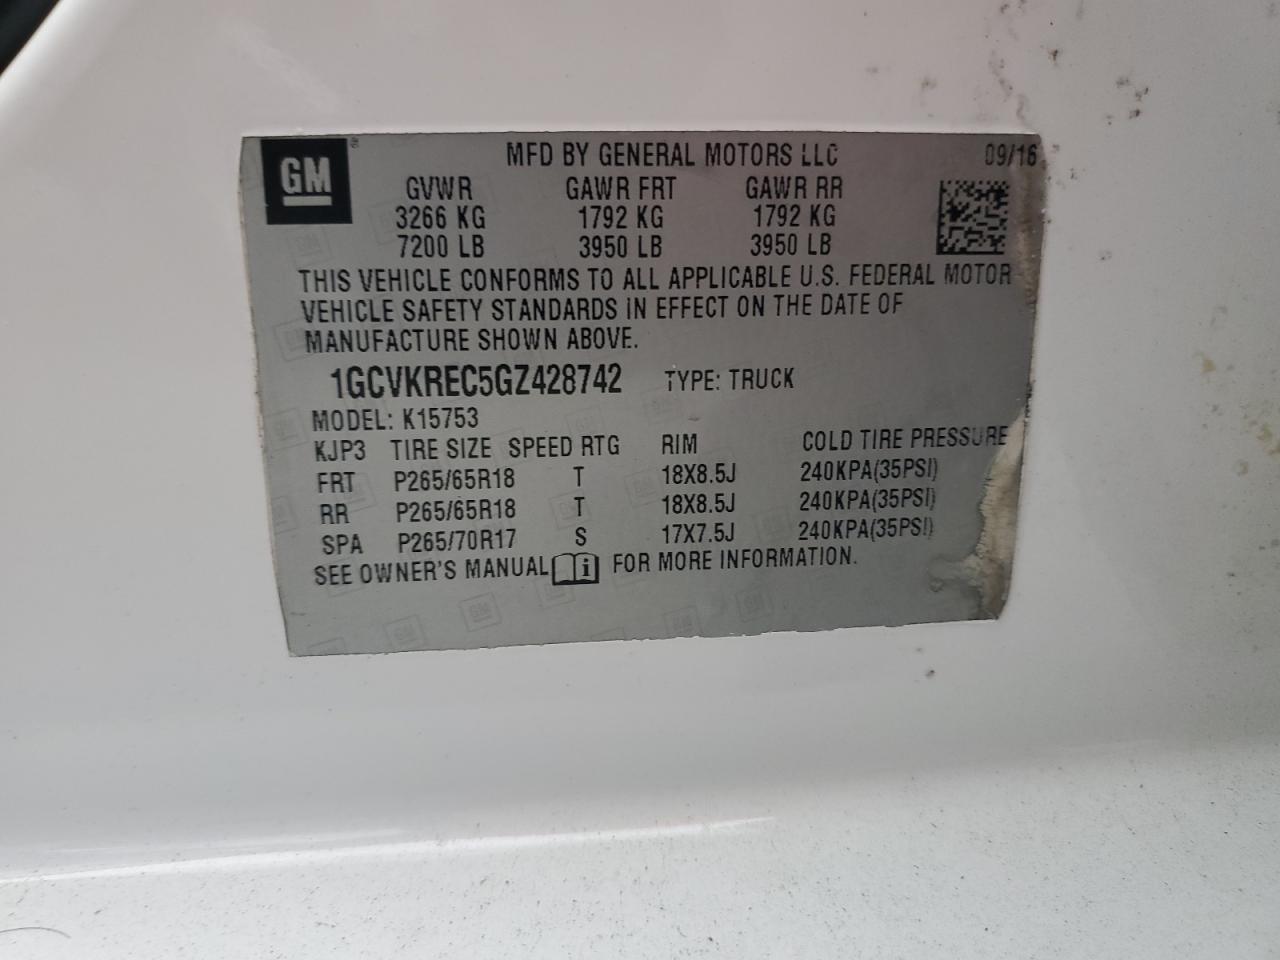 GM ® MFD BY GENERAL MOTORS LLC 09/16
GVWR GAWR FRT GAWR RR
3266 KG 1792 KG 1792 KG
7200 LB 3950 LB 3950 LB
THIS VEHICLE CONFORMS TO ALL APPLICABLE U.S. FEDERAL MOTOR
VEHICLE SAFETY STANDARDS IN EFFECT ON THE DATE OF
MANUFACTURE SHOWN ABOVE.
1GCVKREC5GZ428742 TYPE: TRUCK
MODEL: K15753
KJP3 TIRE SIZE SPEED RTG RIM COLD TIRE PRESSURE
FRT P265/65R18 T 18X8.5J 240KPA(35PSI)
RR P265/65R18 T 18X8.5J 240KPA(35PSI)
SPA P265/70R17 S 17X7.5J 240KPA(35PSI)
SEE OWNER'S MANUAL i FOR MORE INFORMATION.